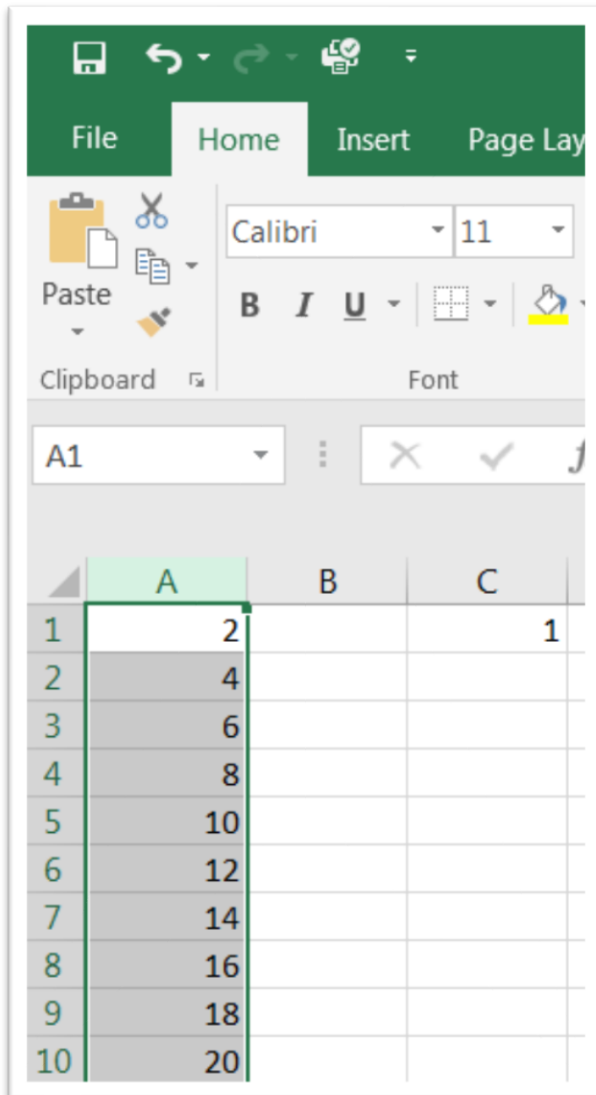 File Home Insert Page Lay
Calibri 11
Paste
B I U
Clipboard Font
A1
A B C
1 2 1
2 4
3 6
4 8
5 10
6 12
7 14
8 16
9 18
10 20